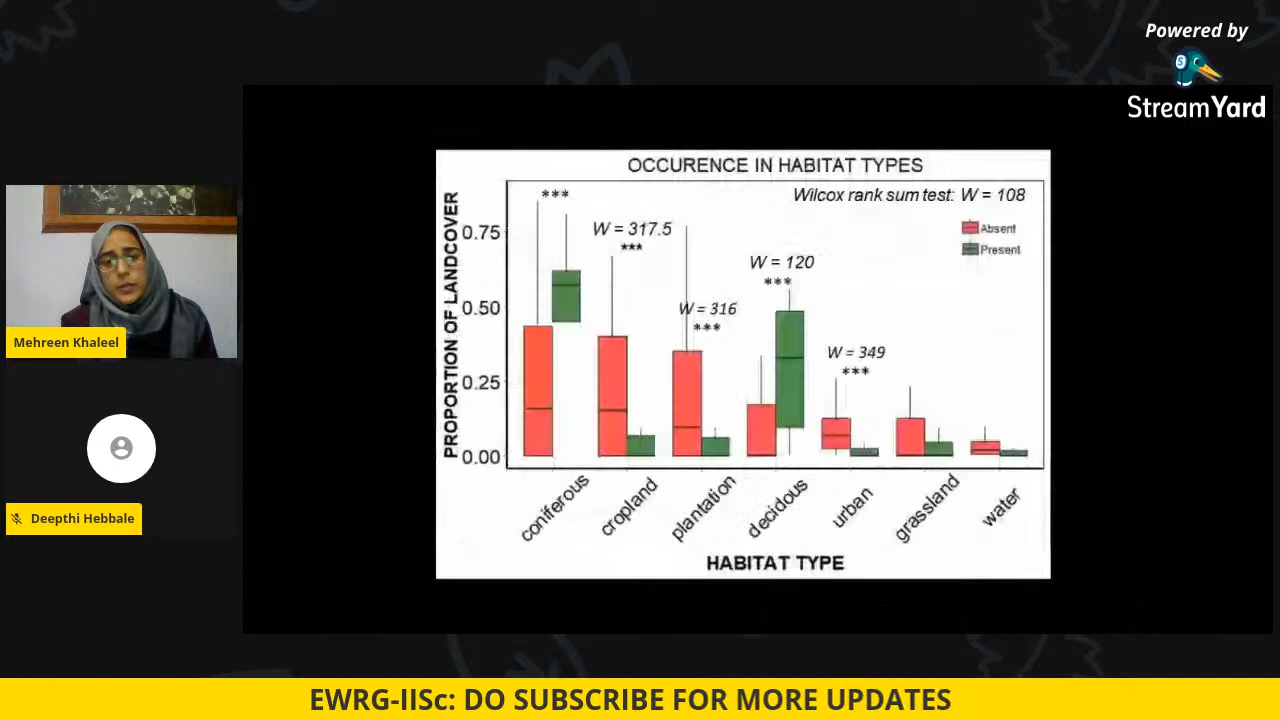 Powered by
StreamYard
OCCURENCE IN HABITAT TYPES
Wilcox rank sum test: W = 108
Absent
Present
PROPORTION OF LANDCOVER
0.75
0.50
0.25
0.00
***
W = 317.5
***
W = 316
***
W = 120
***
W = 349
***
coniferous
cropland
plantation
decidous
urban
grassland
water
HABITAT TYPE
Mehreen Khaleel
Deepthi Hebbale
EWRG-IISc: DO SUBSCRIBE FOR MORE UPDATES